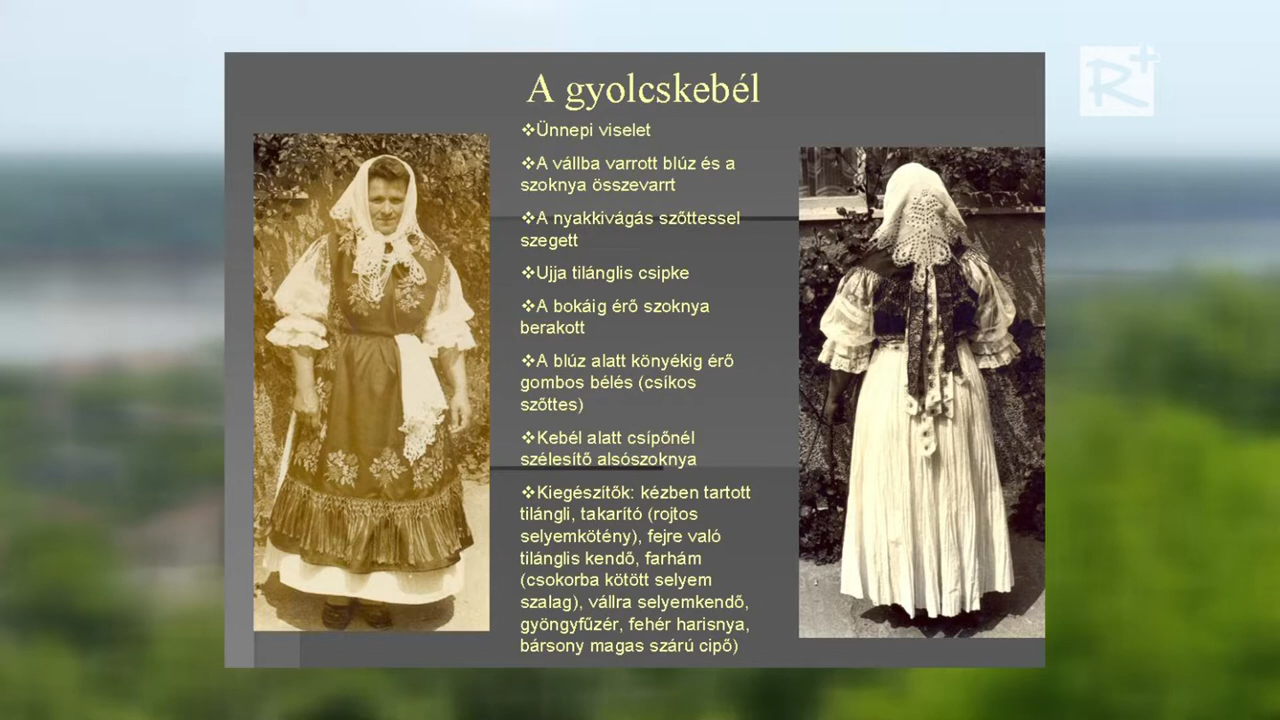 A gyolcskebél
❖Ünnepi viselet
❖A vállba varrott blúz és a
szoknya összevarrt
❖A nyakkivágás szőttessel
szegett
❖Ujja tilánglis csipke
❖A bokáig érő szoknya
berakott
❖A blúz alatt könyékig érő
gombos bélés (csíkos
szőttes)
❖Kebél alatt csípőnél
szélesítő alsószoknya
❖Kiegészítők: kézben tartott
tilángli, takarító (rojtos
selyemkötény), fejre való
tilánglis kendő, farhám
(csokorba kötött selyem
szalag), vállra selyemkendő,
gyöngyfűzér, fehér harisnya,
bársony magas szárú cipő)
R+